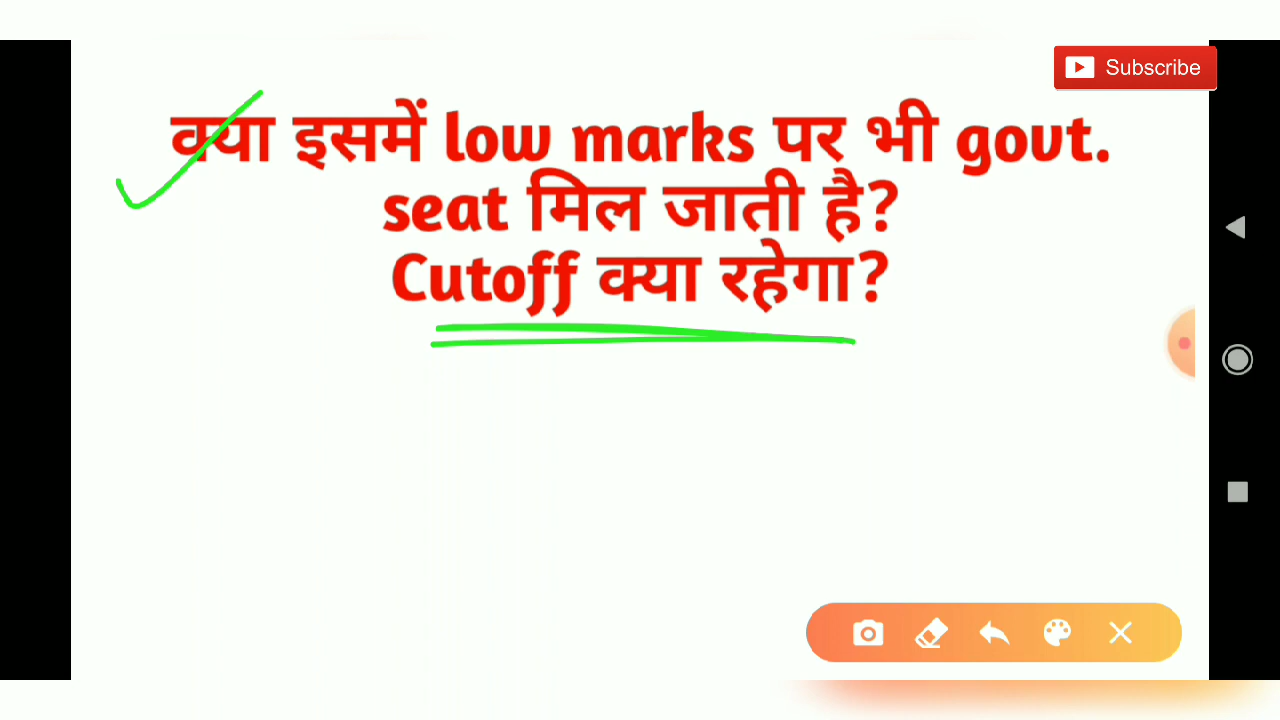 Subscribe
क्या इसमें low marks पर भी govt.
seat मिल जाती है?
Cutoff क्या रहेगा?